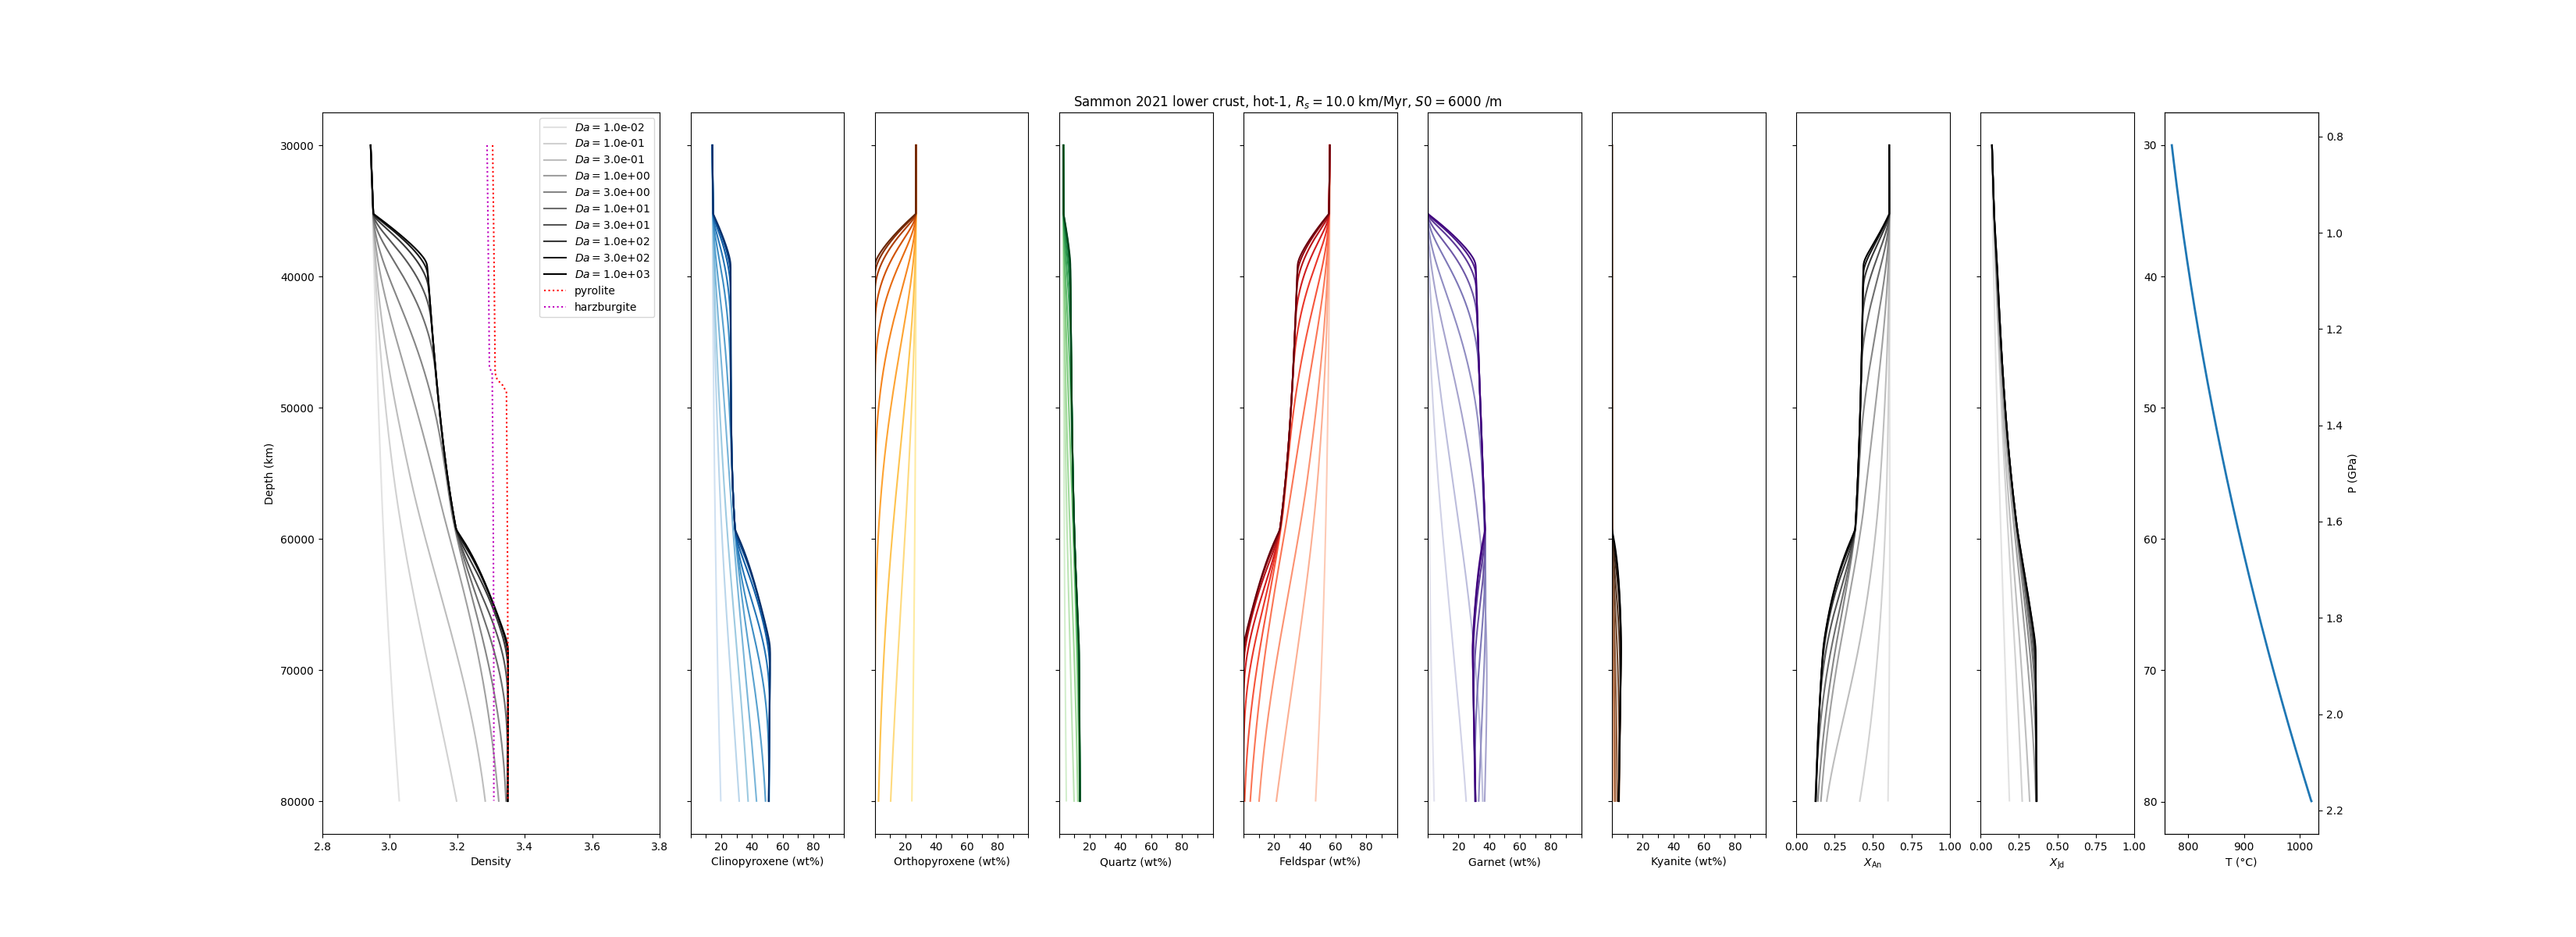 Sammon 2021 lower crust, hot-1, R_s = 10.0 km/Myr, S0 = 6000 /m
Da = 1.0e-02
Da = 1.0e-01
Da = 3.0e-01
Da = 1.0e+00
Da = 3.0e+00
Da = 1.0e+01
Da = 3.0e+01
Da = 1.0e+02
Da = 3.0e+02
Da = 1.0e+03
pyrolite
harzburgite
Depth (km)
30000
40000
50000
60000
70000
80000
2.8 3.0 3.2 3.4 3.6 3.8
Density
20 40 60 80
Clinopyroxene (wt%)
20 40 60 80
Orthopyroxene (wt%)
20 40 60 80
Quartz (wt%)
20 40 60 80
Feldspar (wt%)
20 40 60 80
Garnet (wt%)
20 40 60 80
Kyanite (wt%)
0.00 0.25 0.50 0.75 1.00
X_An
0.00 0.25 0.50 0.75 1.00
X_Jd
30
40
50
60
70
80
800 900 1000
T (°C)
0.8
1.0
1.2
1.4
1.6
1.8
2.0
2.2
P (GPa)